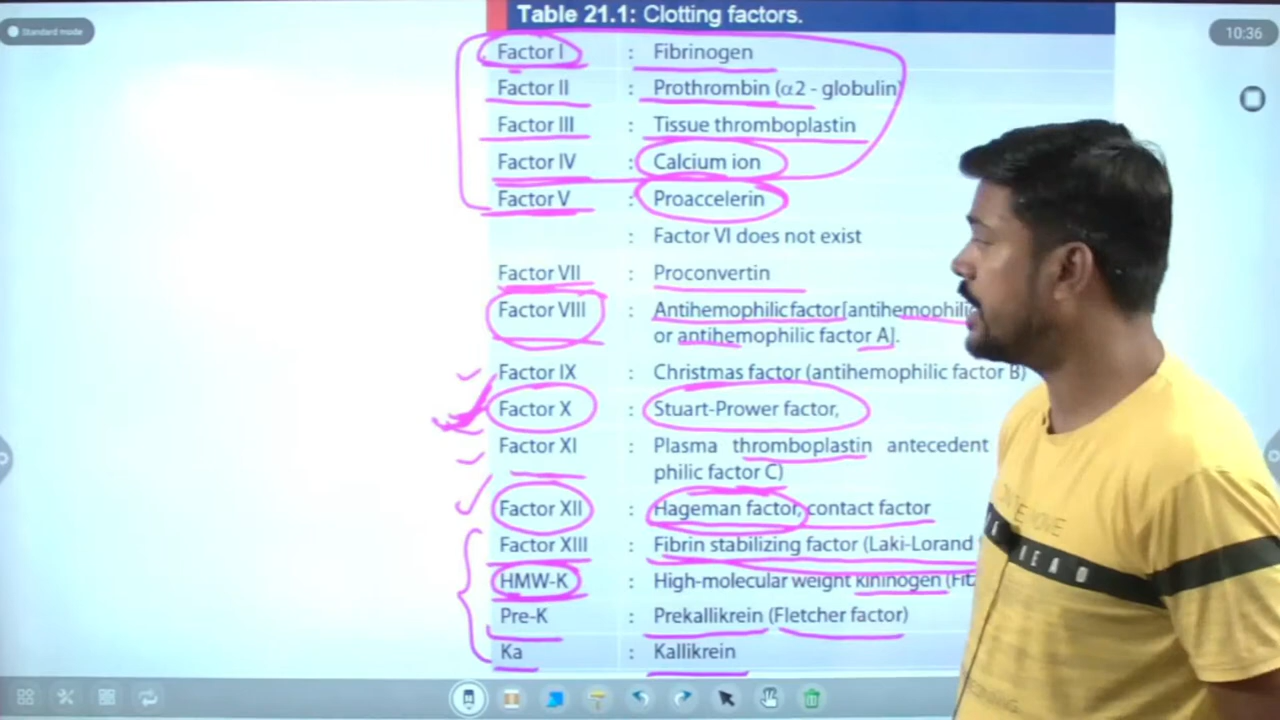 Standard mode
Table 21.1: Clotting factors.
10:36
Factor I : Fibrinogen
Factor II : Prothrombin (α2 - globulin)
Factor III : Tissue thromboplastin
Factor IV : Calcium ion
Factor V : Proaccelerin
: Factor VI does not exist
Factor VII : Proconvertin
Factor VIII : Antihemophilic factor [antihemophilic
or antihemophilic factor A].
Factor IX : Christmas factor (antihemophilic factor B)
Factor X : Stuart-Prower factor,
Factor XI : Plasma thromboplastin antecedent
philic factor C)
Factor XII : Hageman factor, contact factor
Factor XIII : Fibrin stabilizing factor (Laki-Lorand
HMW-K : High-molecular weight kininogen
Pre-K : Prekallikrein (Fletcher factor)
Ka : Kallikrein